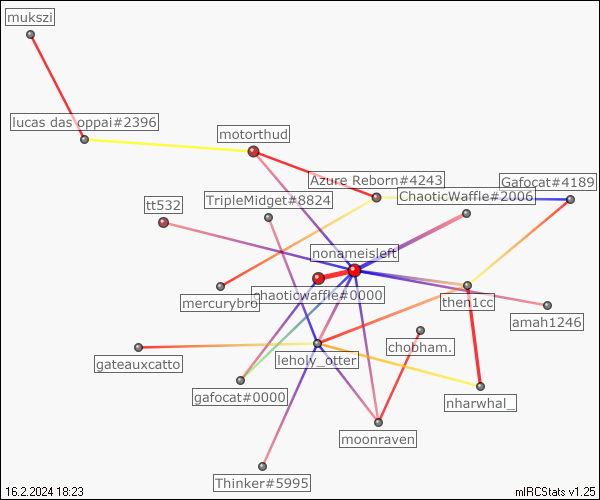 mukszi
lucas das oppai#2396
motorthud
Azure Reborn#4243
Gafocat#4189
ChaoticWaffle#2006
tt532
TripleMidget#8824
nonameisleft
chaoticwaffle#0000
mercurybro
then1cc
amah1246
chobham.
gateauxcatto
leholy_otter
gafocat#0000
nharwhal_
moonraven
Thinker#5995
16.2.2024 18:23
mIRCStats v1.25